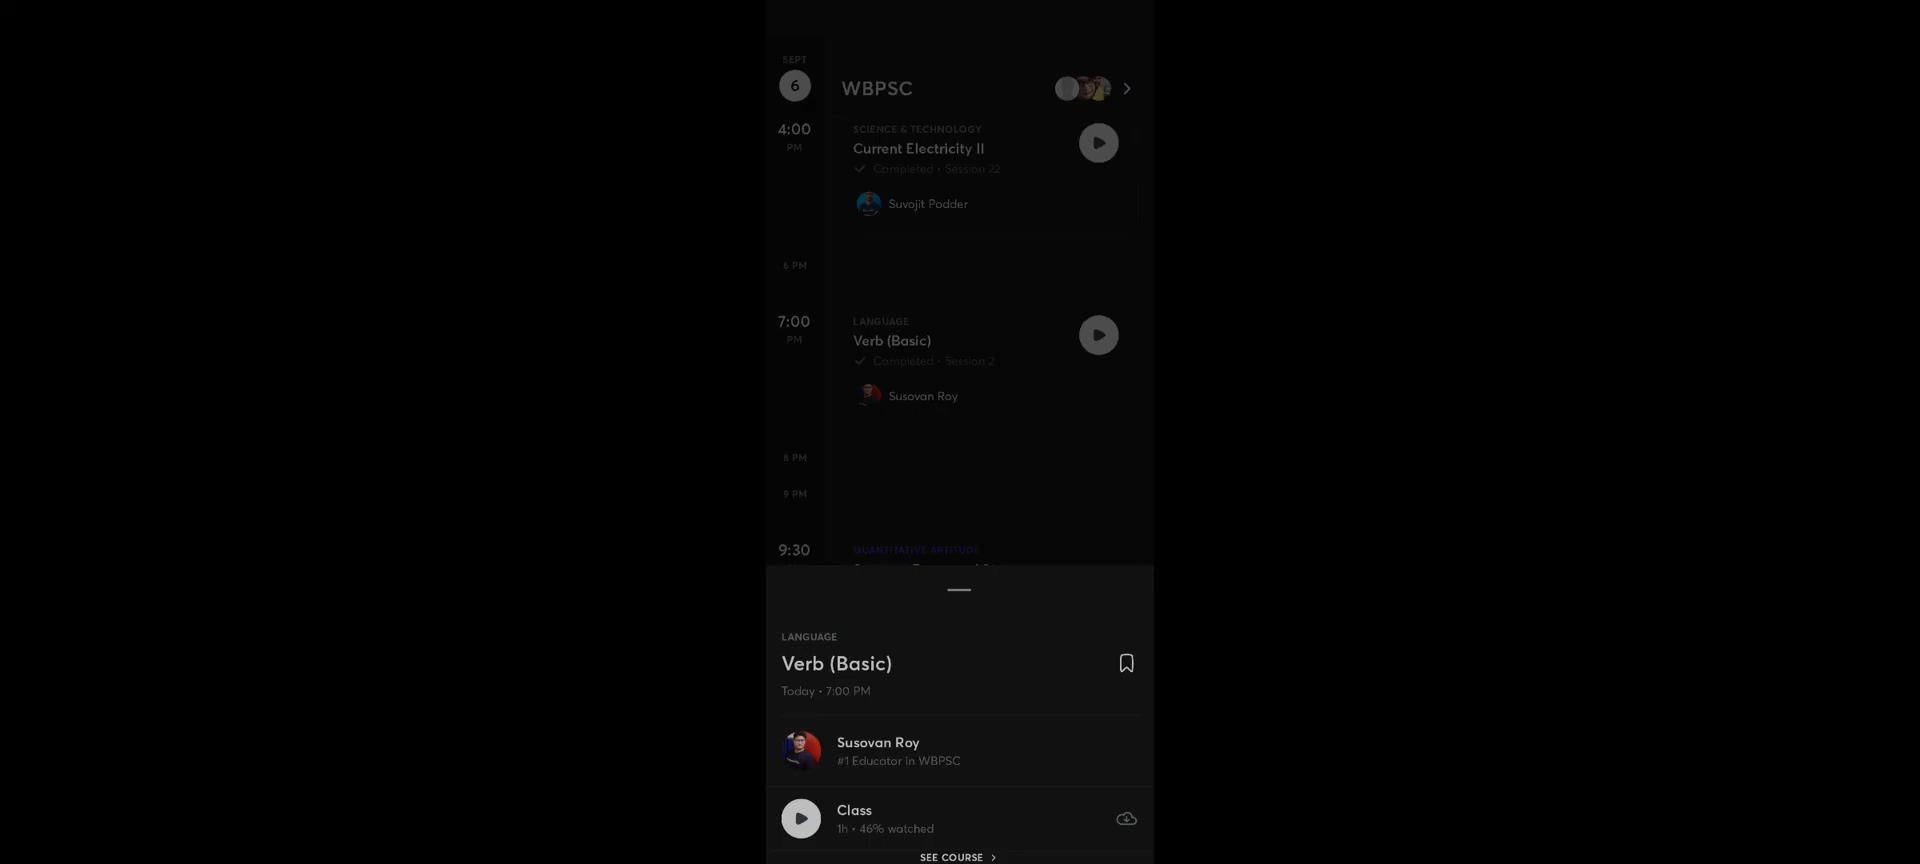 SEPT
6
WBPSC
4:00
PM
SCIENCE & TECHNOLOGY
Current Electricity II
Completed • Session 22
Suvojit Podder
6 PM
7:00
PM
LANGUAGE
Verb (Basic)
Completed • Session 2
Susovan Roy
8 PM
9 PM
9:30
QUANTITATIVE APTITUDE
LANGUAGE
Verb (Basic)
Today • 7:00 PM
Susovan Roy
#1 Educator in WBPSC
Class
1h • 46% watched
SEE COURSE >